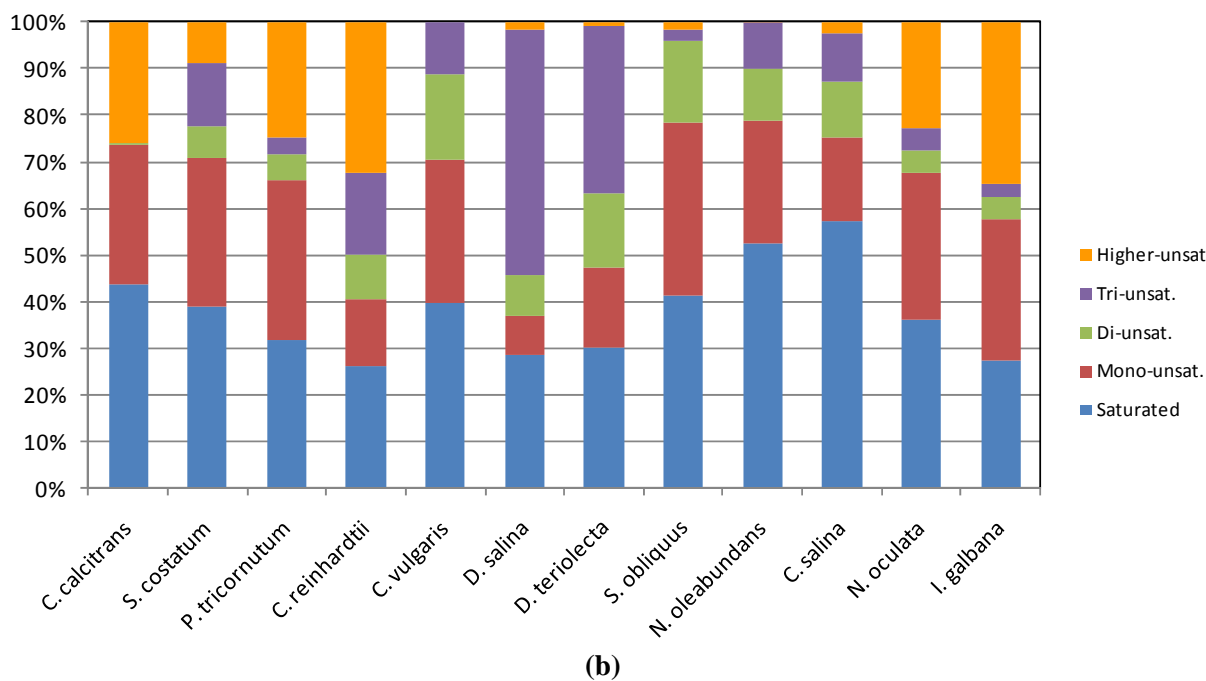 100%
90%
80%
70%
60%
50%
40%
30%
20%
10%
0%
Higher-unsat
Tri-unsat.
Di-unsat.
Mono-unsat.
Saturated
C. calcitrans
S. costatum
P. tricornutum
C. reinhardtii
C. vulgaris
D. salina
D. teriolecta
S. obliquus
N. oleabundans
C. salina
N. oculata
I. galbana
(b)